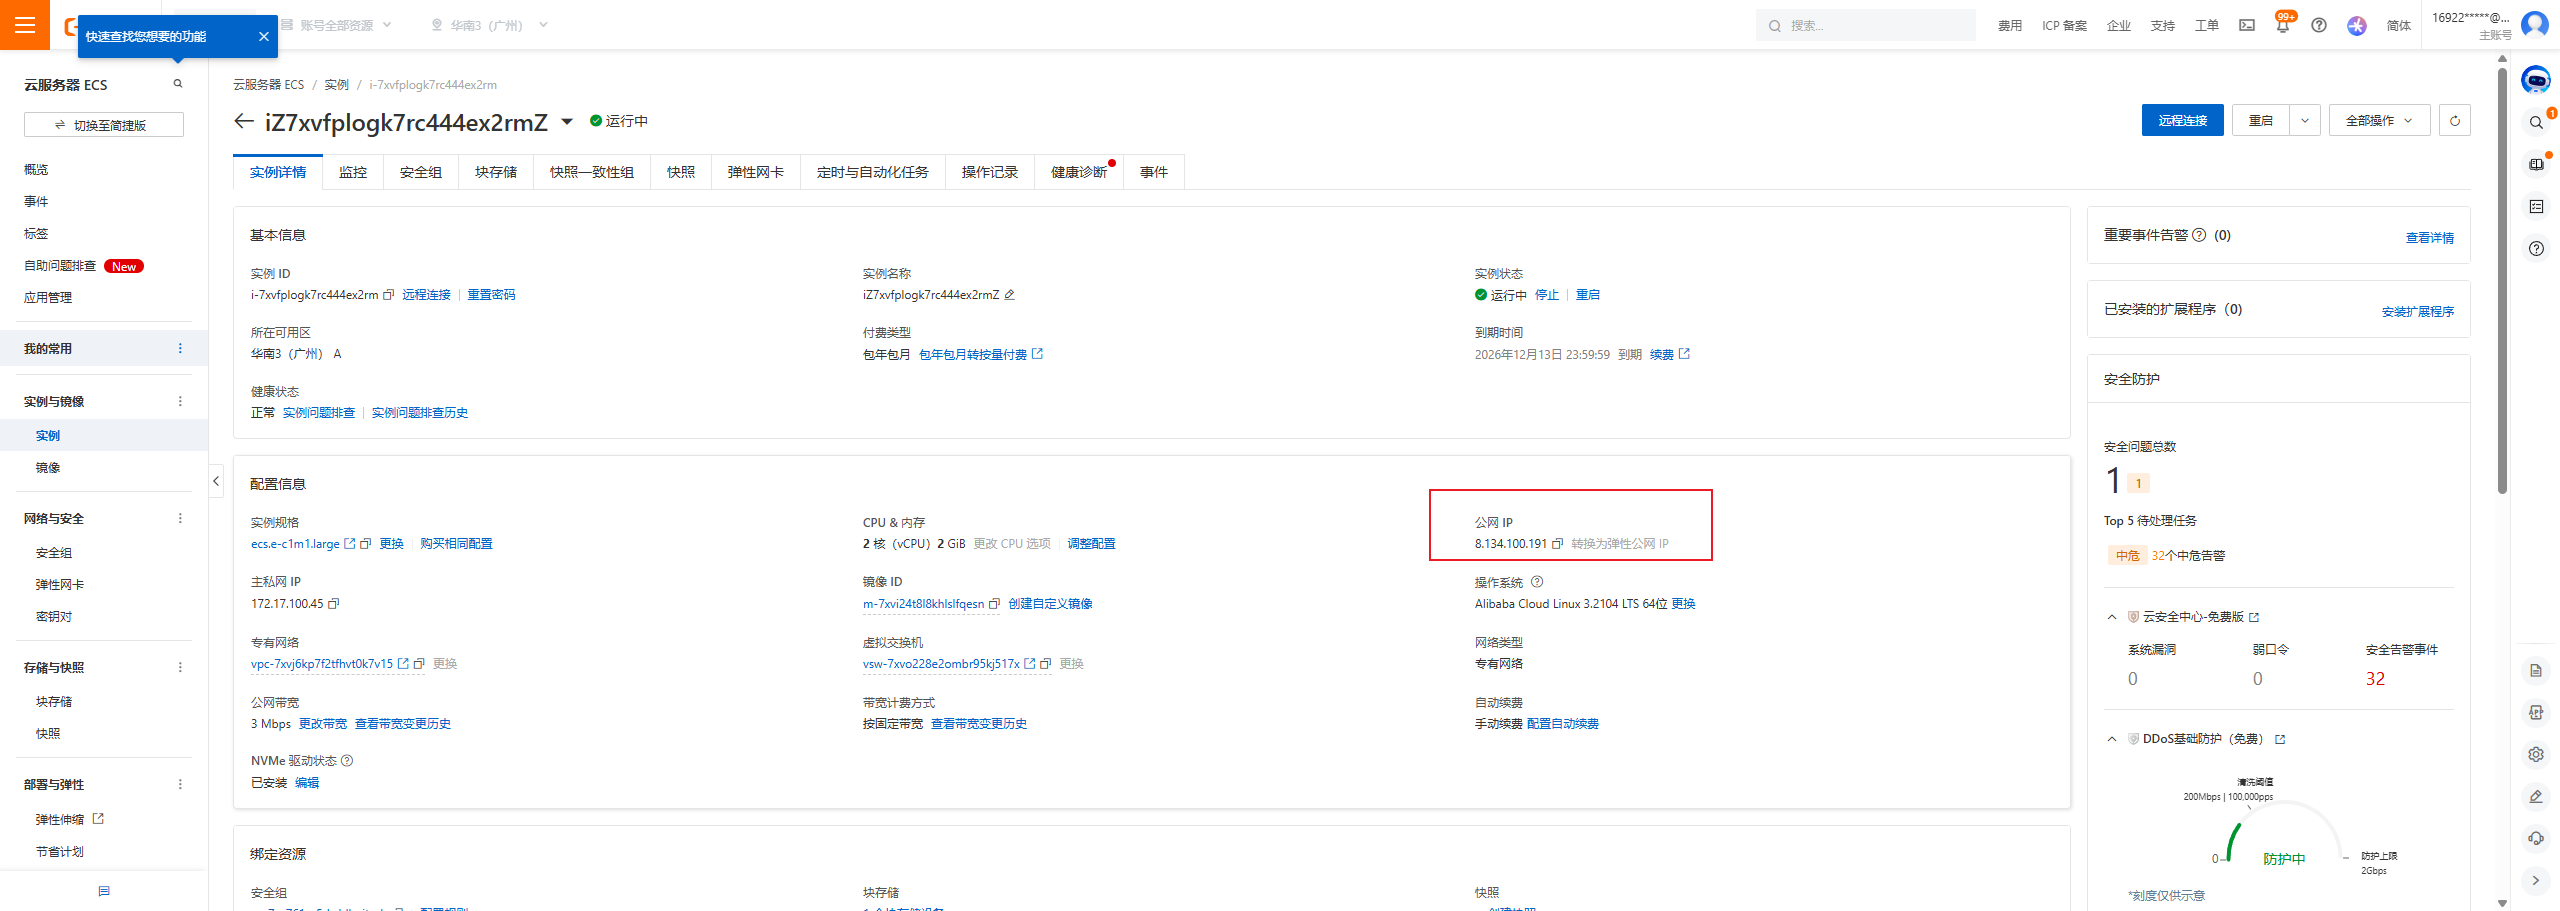 快速查找您想要的功能
账号全部资源
华南3（广州）
搜索...
费用
ICP 备案
企业
支持
工单
99+
简体
16922*****@...
主账号
云服务器 ECS
切换至简捷版
概览
事件
标签
自助问题排查 New
应用管理
我的常用
实例与镜像
实例
镜像
网络与安全
安全组
弹性网卡
密钥对
存储与快照
块存储
快照
部署与弹性
弹性伸缩
节省计划
云服务器 ECS / 实例 / i-7xvfplogk7rc444ex2rm
iZ7xvfplogk7rc444ex2rmZ 运行中
远程连接 重启 全部操作
实例详情 监控 安全组 块存储 快照一致性组 快照 弹性网卡 定时与自动化任务 操作记录 健康诊断 事件
基本信息
实例 ID
i-7xvfplogk7rc444ex2rm 远程连接 重置密码
实例名称
iZ7xvfplogk7rc444ex2rmZ
实例状态
运行中 停止 重启
所在可用区
华南3（广州） A
付费类型
包年包月 包年包月转按量付费
到期时间
2026年12月13日 23:59:59 到期 续费
健康状态
正常 实例问题排查 实例问题排查历史
配置信息
实例规格
ecs.e-c1m1.large 更换 购买相同配置
CPU & 内存
2 核（vCPU）2 GiB 更改 CPU 选项 调整配置
公网 IP
8.134.100.191 转换为弹性公网 IP
主私网 IP
172.17.100.45
镜像 ID
m-7xvi24t8l8khlslfqesn 创建自定义镜像
操作系统
Alibaba Cloud Linux 3.2104 LTS 64位 更换
专有网络
vpc-7xvj6kp7f2tfhvt0k7v15 更换
虚拟交换机
vsw-7xvo228e2ombr95kj517x 更换
网络类型
专有网络
公网带宽
3 Mbps 更改带宽 查看带宽变更历史
带宽计费方式
按固定带宽 查看带宽变更历史
自动续费
手动续费 配置自动续费
NVMe 驱动状态
已安装 编辑
绑定资源
安全组
块存储
快照
重要事件告警 (0)
查看详情
已安装的扩展程序（0）
安装扩展程序
安全防护
安全问题总数
1 1
Top 5 待处理任务
中危 32个中危告警
云安全中心-免费版
系统漏洞 弱口令 安全告警事件
0 0 32
DDoS基础防护（免费）
清洗阈值
200Mbps | 100,000pps
0
防护中
防护上限
2Gbps
*刻度仅供示意
1